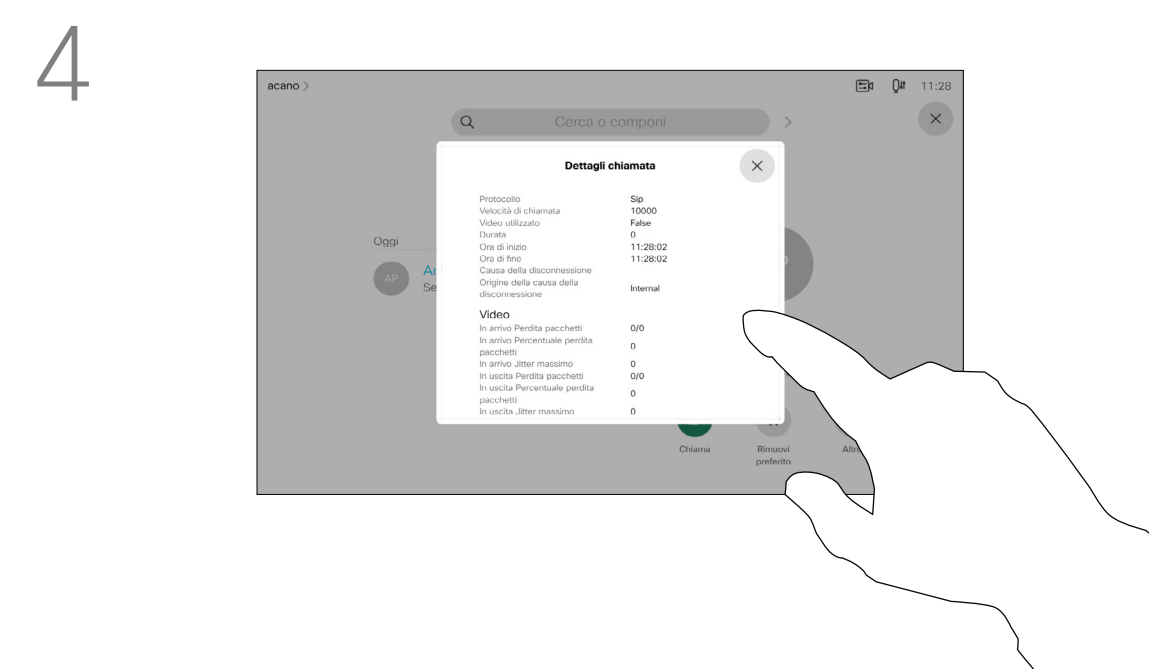 4
acano >
11:28
Cerca o componi
Dettagli chiamata
Protocollo Sip
Velocità di chiamata 10000
Video utilizzato False
Durata 0
Ora di inizio 11:28:02
Ora di fine 11:28:02
Causa della disconnessione
Origine della causa della
disconnessione Internal
Oggi
AP
Video
In arrivo Perdita pacchetti 0/0
In arrivo Percentuale perdita
pacchetti 0
In arrivo Jitter massimo 0
In uscita Perdita pacchetti 0/0
In uscita Percentuale perdita
pacchetti 0
In uscita Jitter massimo 0
Chiama
Rimuovi
preferito